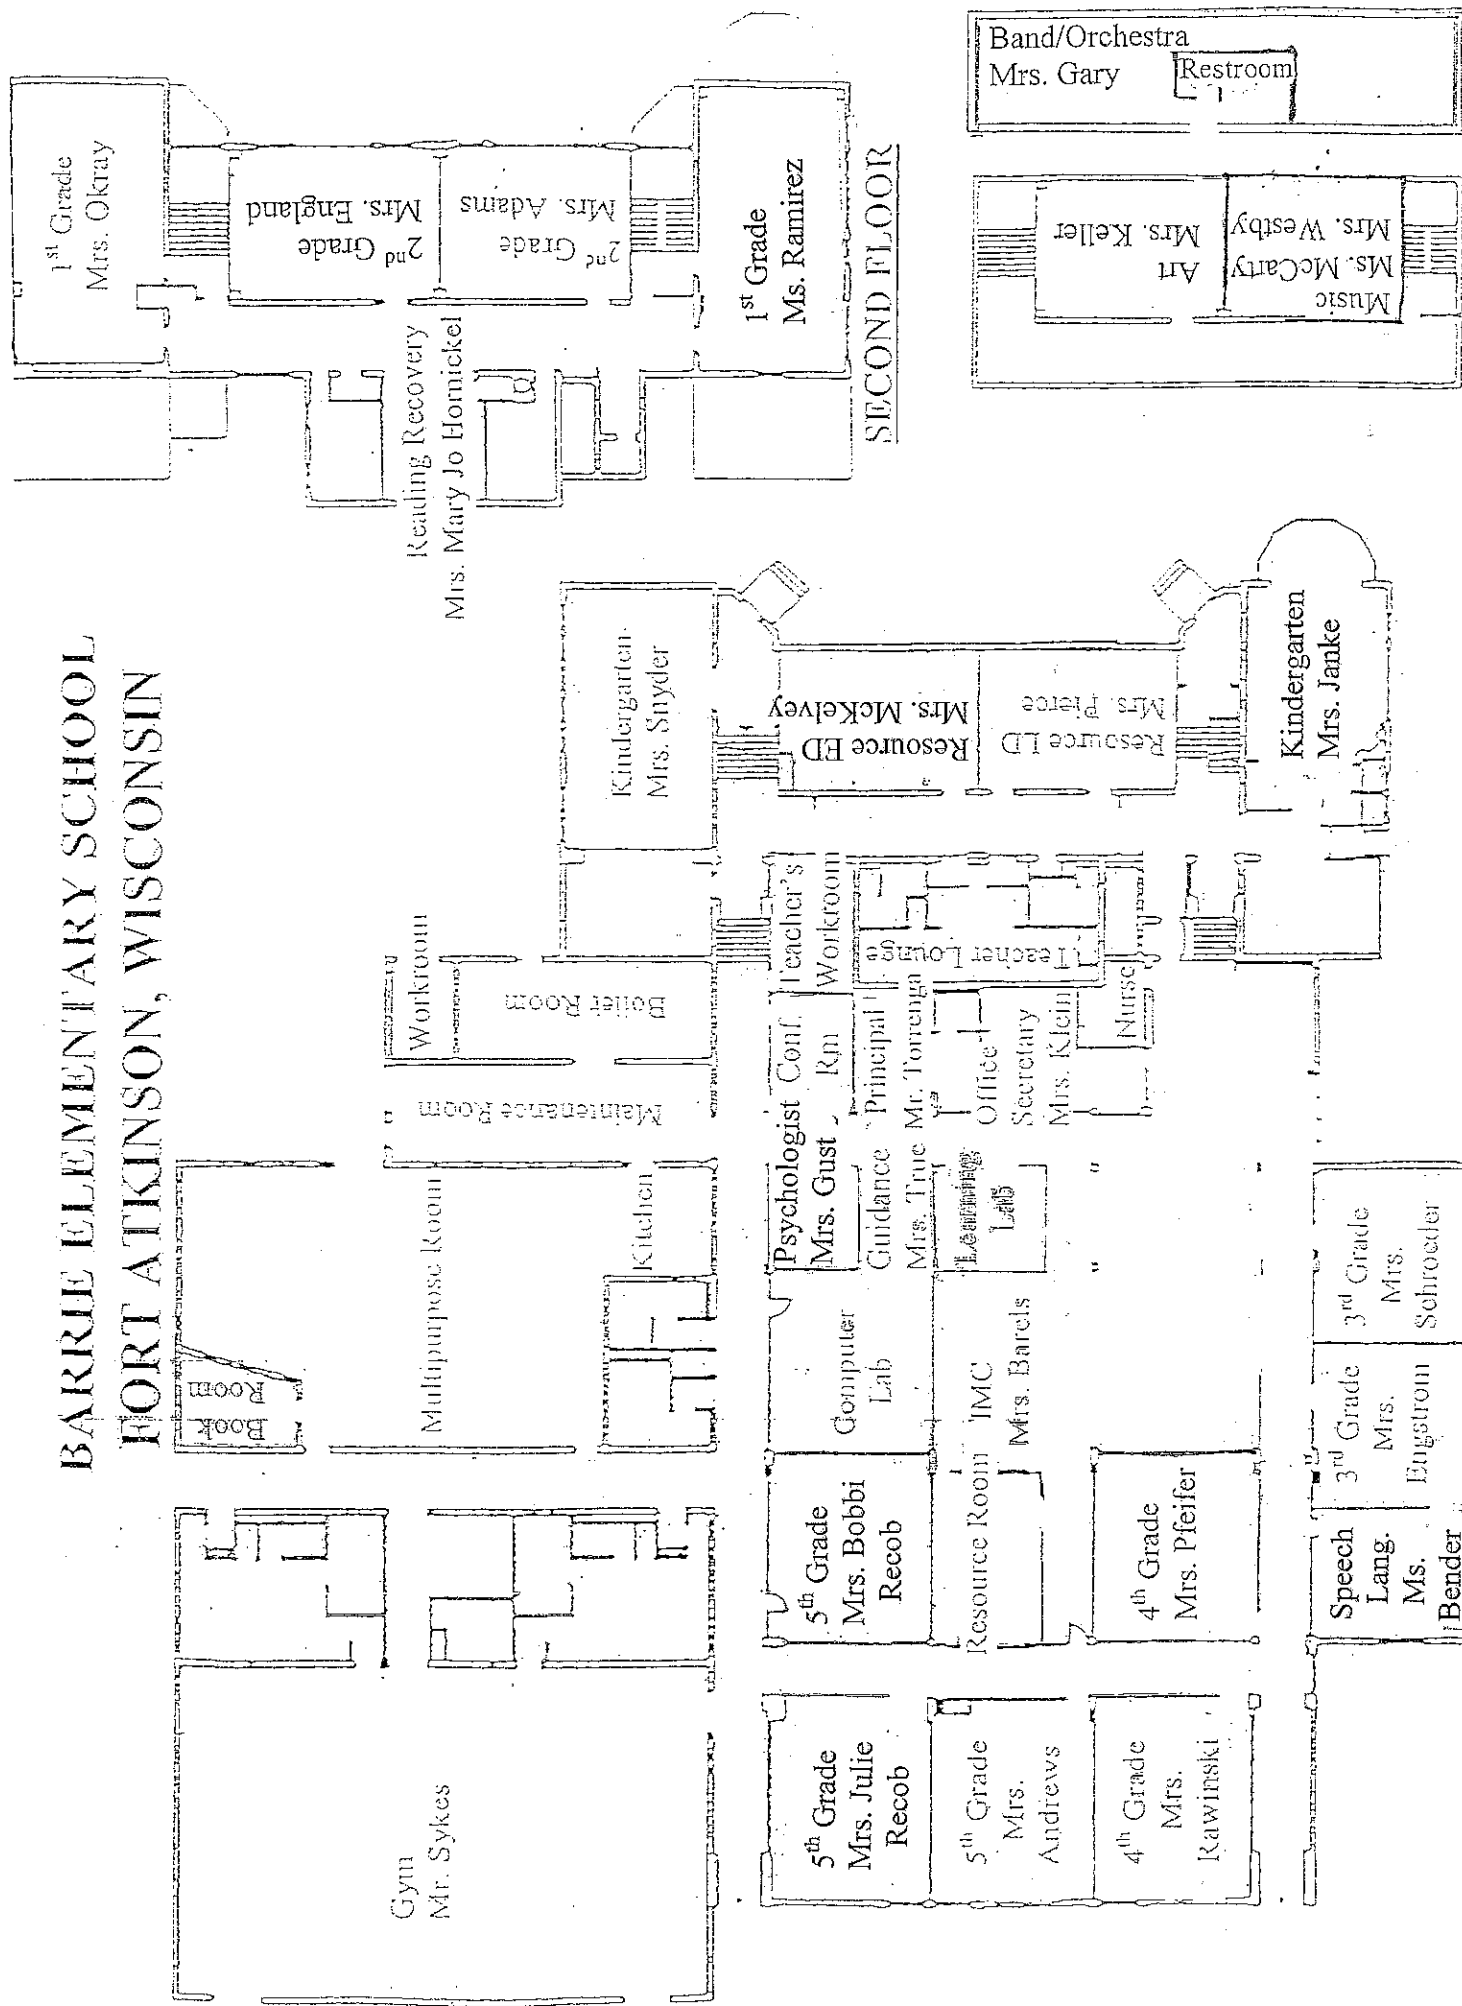 BARRIE ELEMENTARY SCHOOL
FORT ATKINSON, WISCONSIN
Gym
Mr. Sykes
Book
Room
Multipurpose Room
Kitchen
Maintenance Room
Workroom
Boiler Room
Kindergarten
Mrs. Snyder
5th Grade
Mrs. Julie
Recob
5th Grade
Mrs.
Andrews
4th Grade
Mrs.
Rawinski
5th Grade
Mrs. Bobbi
Recob
Resource Room
4th Grade
Mrs. Pfeifer
Computer
Lab
IMC
Mrs. Barels
Psychologist
Mrs. Gust
Guidance
Mrs. True
Learning
Lab
Conf.
Rm
Principal
Mr. Torrenga
Office
Secretary
Mrs. Klein
Nurse
Teacher's
Workroom
Teacher Lounge
Resource ED
Mrs. McKelvey
Resource LD
Mrs. Pierce
Kindergarten
Mrs. Janke
Speech
Lang.
Ms.
Bender
3rd Grade
Mrs.
Engstrom
3rd Grade
Mrs.
Schroeder
1st Grade
Mrs. Okray
2nd Grade
Mrs. England
2nd Grade
Mrs. Adams
Reading Recovery
Mrs. Mary Jo Hornickel
1st Grade
Ms. Ramirez
SECOND FLOOR
Art
Mrs. Keller
Music
Ms. McCarty
Mrs. Westby
Band/Orchestra
Mrs. Gary
Restroom